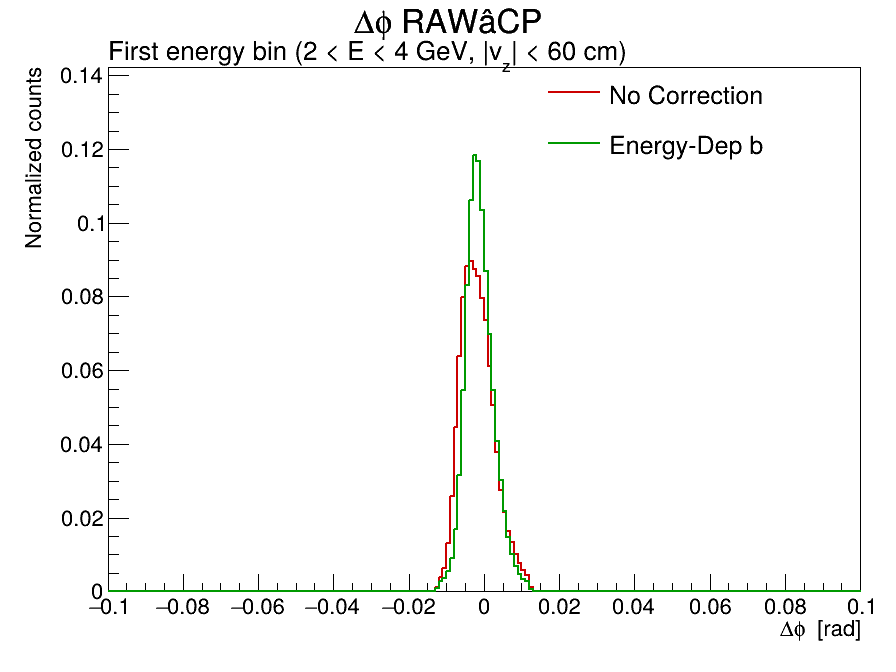 Δϕ RAWâCP
First energy bin (2 < E < 4 GeV, |v_z| < 60 cm)
Normalized counts
No Correction
Energy-Dep b
0.14
0.12
0.1
0.08
0.06
0.04
0.02
0
−0.1 −0.08 −0.06 −0.04 −0.02 0 0.02 0.04 0.06 0.08 0.1
Δϕ [rad]